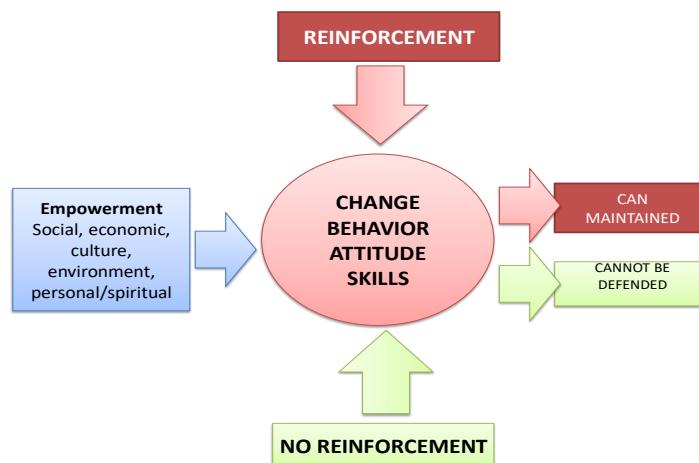 REINFORCEMENT
Empowerment
Social, economic,
culture,
environment,
personal/spiritual
CHANGE
BEHAVIOR
ATTITUDE
SKILLS
CAN
MAINTAINED
CANNOT BE
DEFENDED
NO REINFORCEMENT